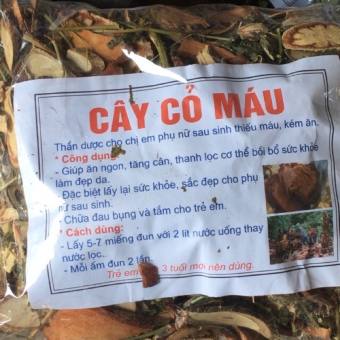 CÂY CỎ MÁU
Thần dược cho chị em phụ nữ sau sinh thiếu máu, kém ăn.
* Công dụng
- Giúp ăn ngon, tăng cân, thanh lọc cơ thể bồi bổ sức khỏe
làm đẹp da.
- Đặc biệt lấy lại sức khỏe, sắc đẹp cho phụ
nữ sau sinh.
- Chữa đau bụng và tắm cho trẻ em.
* Cách dùng:
- Lấy 5-7 miếng đun với 2 lít nước uống thay
nước lọc.
- Mỗi ấm đun 2 lần.
Trẻ em 3 tuổi mới nên dùng.